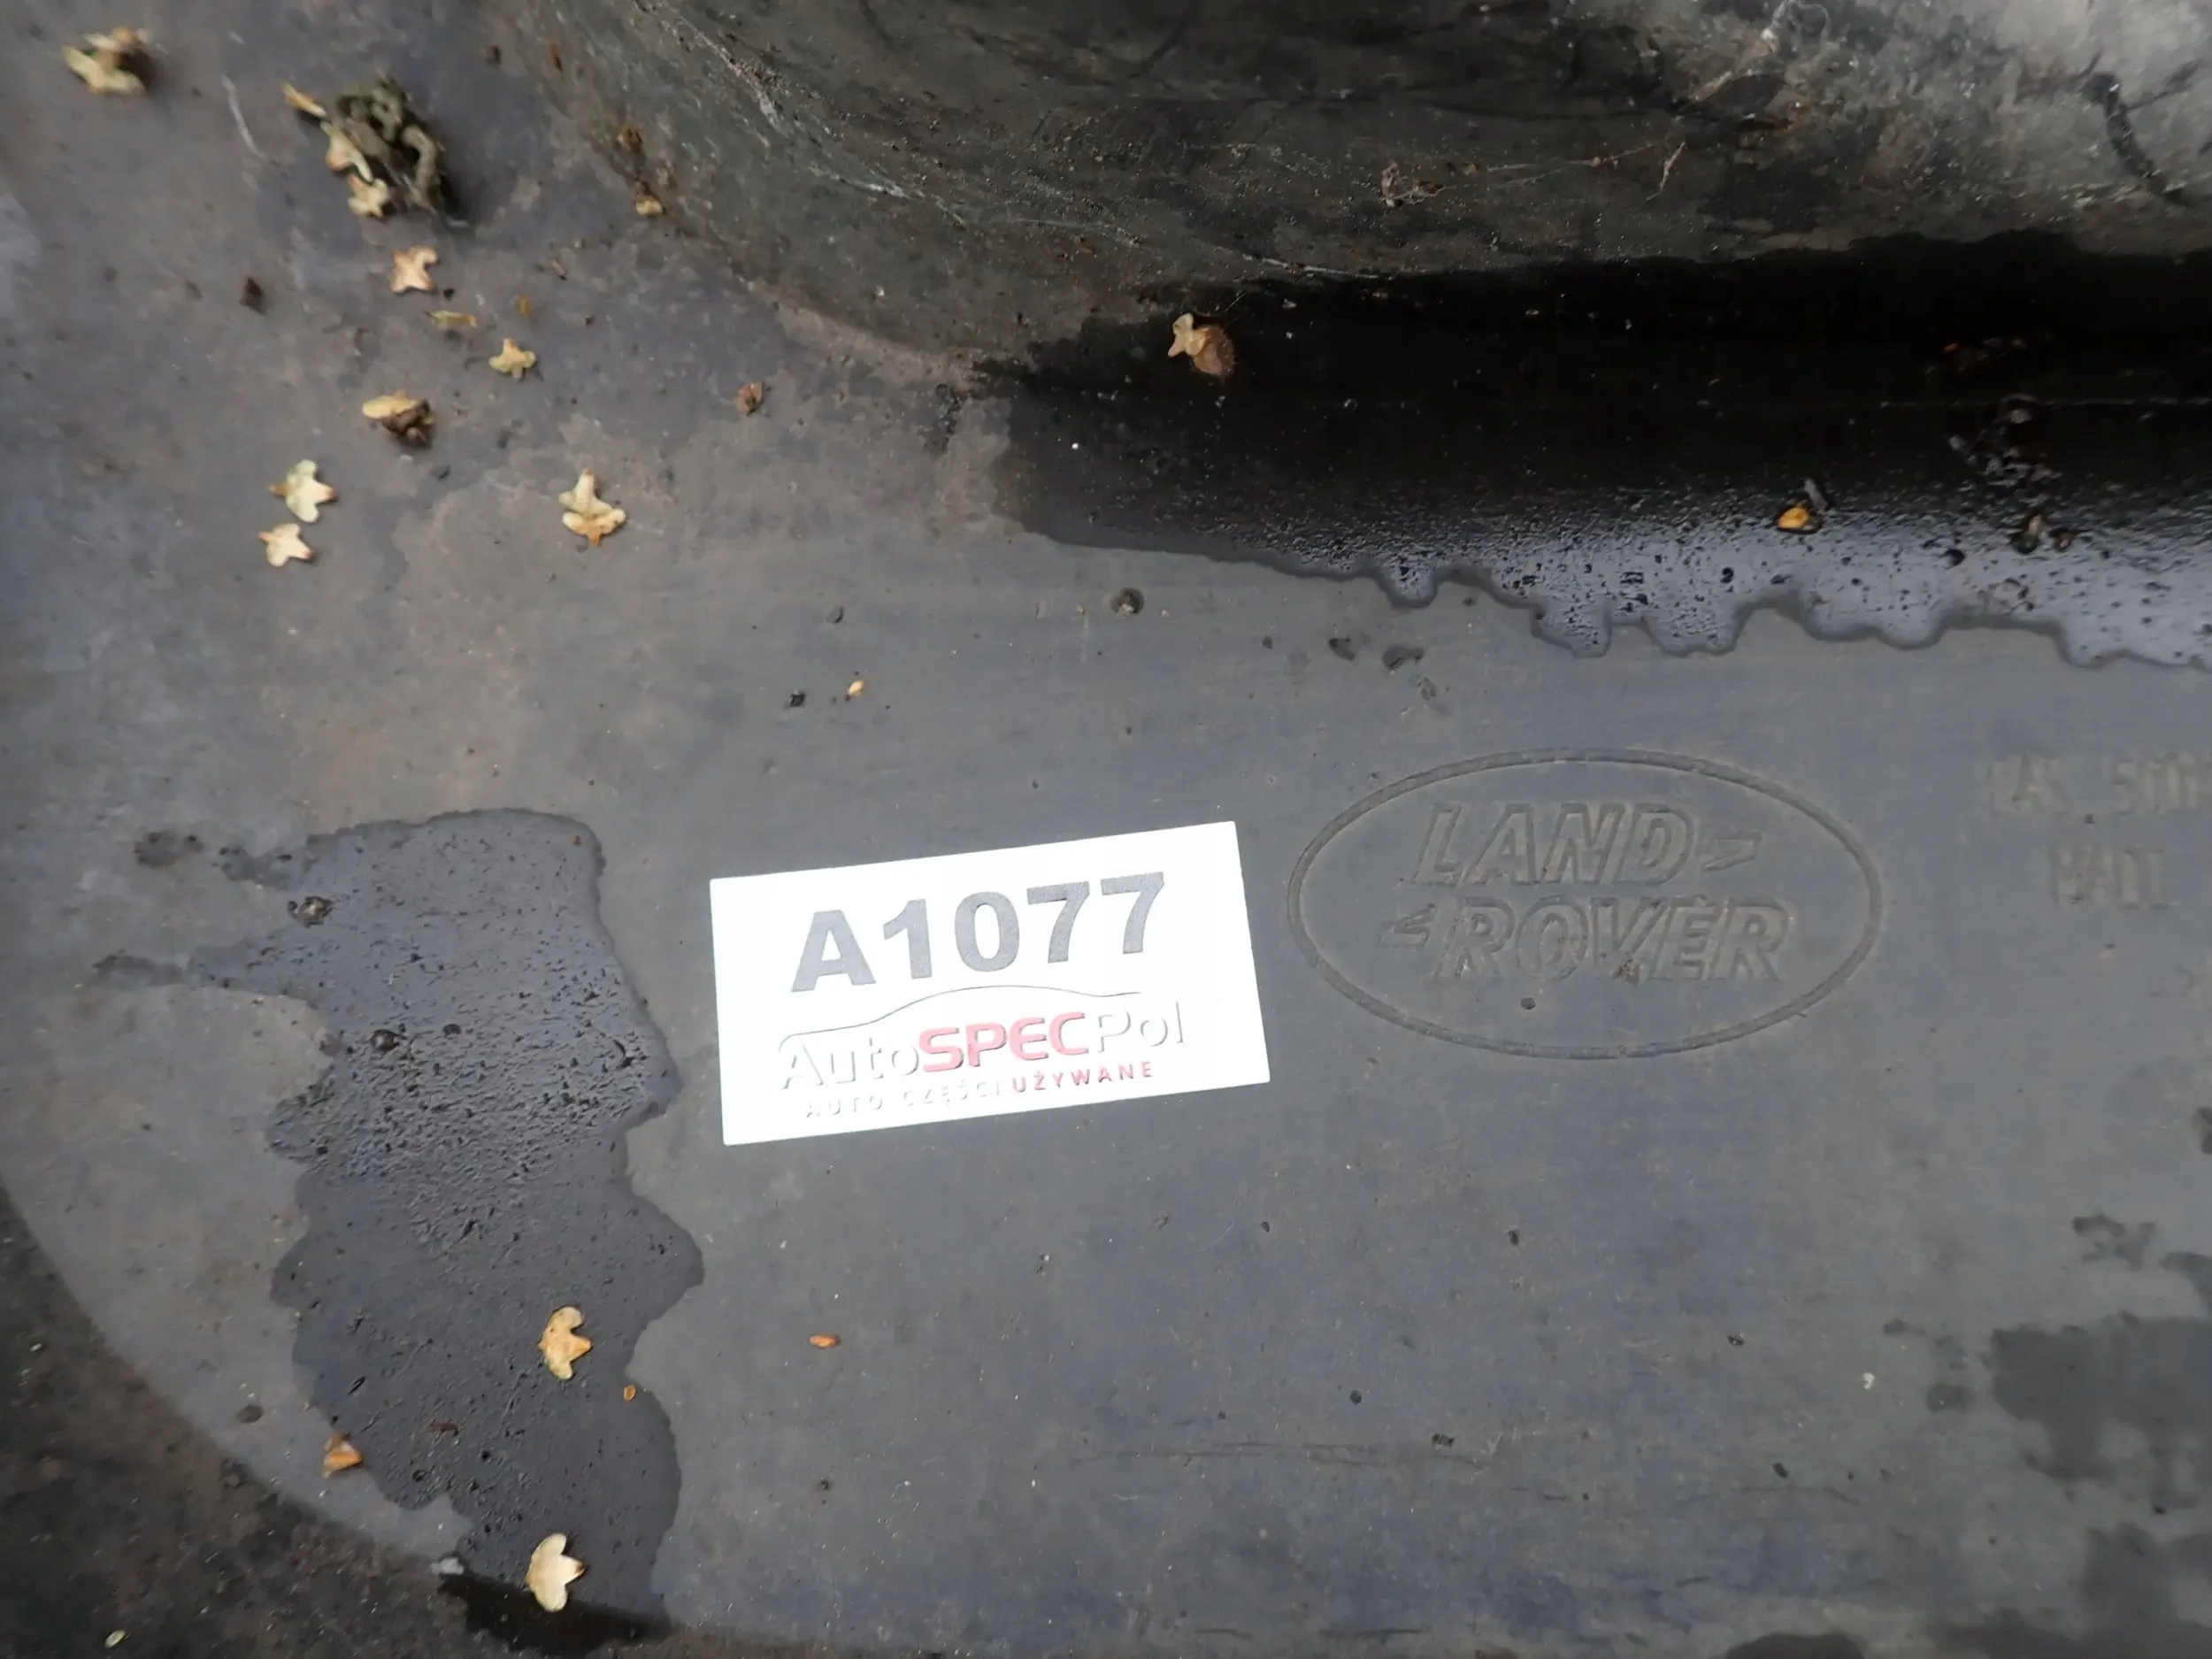 A1077
AutoSPECPol
AUTO CZĘŚCI UŻYWANE
LAND
ROVER